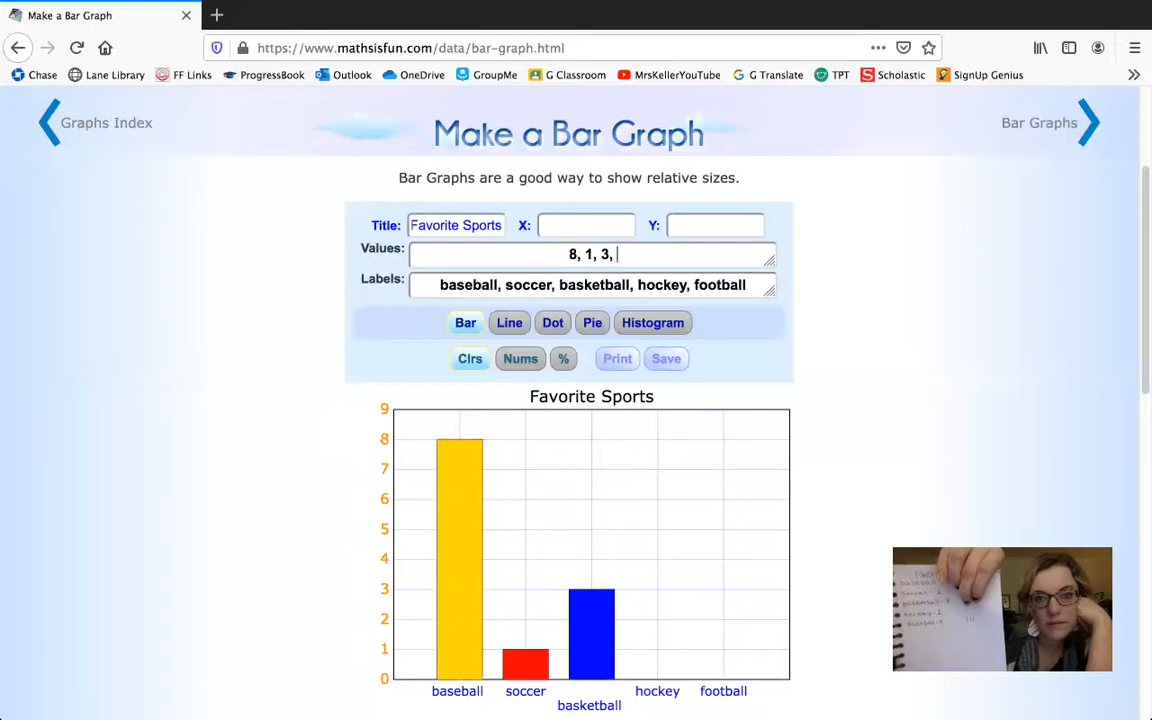 Make a Bar Graph
https://www.mathsisfun.com/data/bar-graph.html
Chase Lane Library FF Links ProgressBook Outlook OneDrive GroupMe G Classroom MrsKellerYouTube G Translate TPT Scholastic SignUp Genius
Graphs Index
Make a Bar Graph
Bar Graphs
Bar Graphs are a good way to show relative sizes.
Title: Favorite Sports X: Y:
Values: 8, 1, 3,
Labels: baseball, soccer, basketball, hockey, football
Bar Line Dot Pie Histogram
Clrs Nums % Print Save
Favorite Sports
9
8
7
6
5
4
3
2
1
0
baseball soccer basketball hockey football